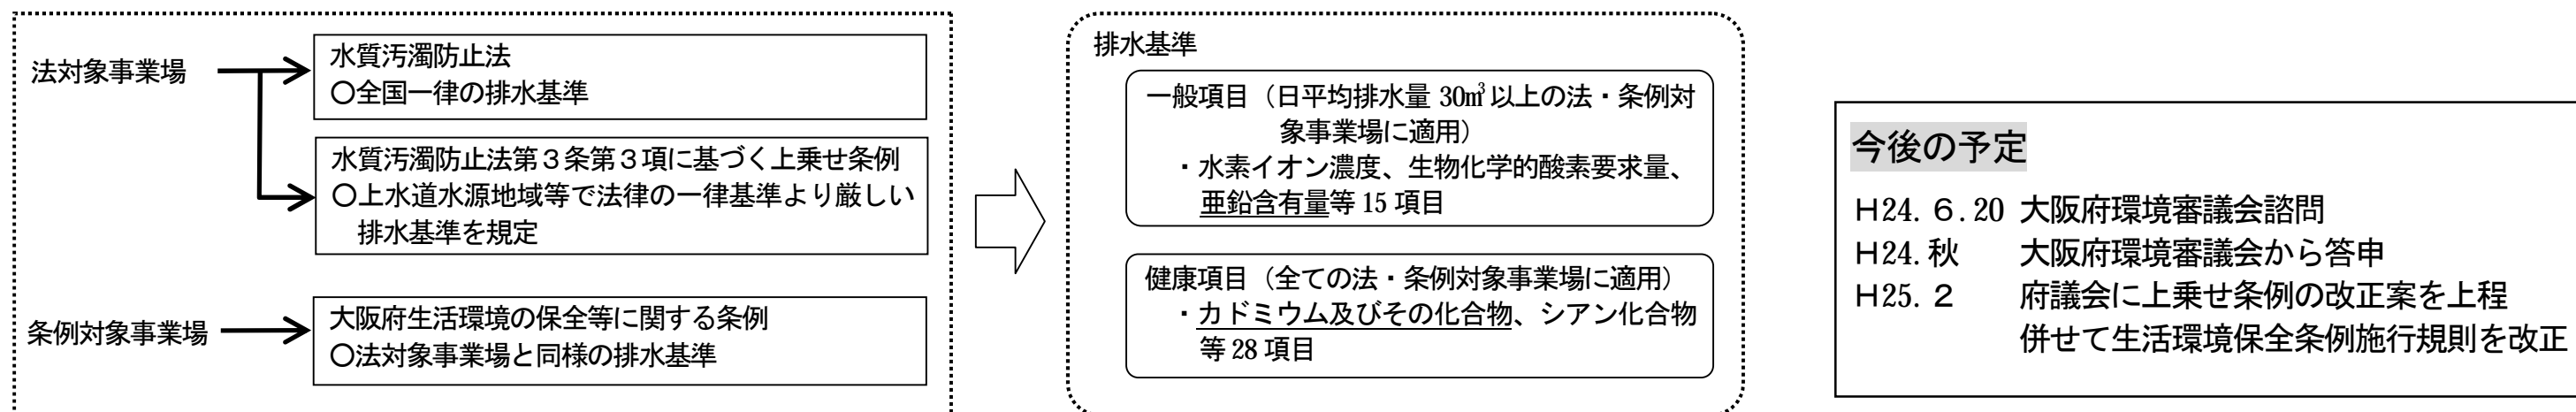 法対象事業場
水質汚濁防止法
○全国一律の排水基準
水質汚濁防止法第３条第３項に基づく上乗せ条例
○上水道水源地域等で法律の一律基準より厳しい
排水基準を規定
条例対象事業場
大阪府生活環境の保全等に関する条例
○法対象事業場と同様の排水基準
排水基準
一般項目（日平均排水量 30㎥以上の法・条例対
象事業場に適用）
・水素イオン濃度、生物化学的酸素要求量、
亜鉛含有量等 15 項目
健康項目（全ての法・条例対象事業場に適用）
・カドミウム及びその化合物、シアン化合物
等 28 項目
今後の予定
Ｈ24．６．20 大阪府環境審議会諮問
Ｈ24．秋 大阪府環境審議会から答申
Ｈ25．２ 府議会に上乗せ条例の改正案を上程
併せて生活環境保全条例施行規則を改正